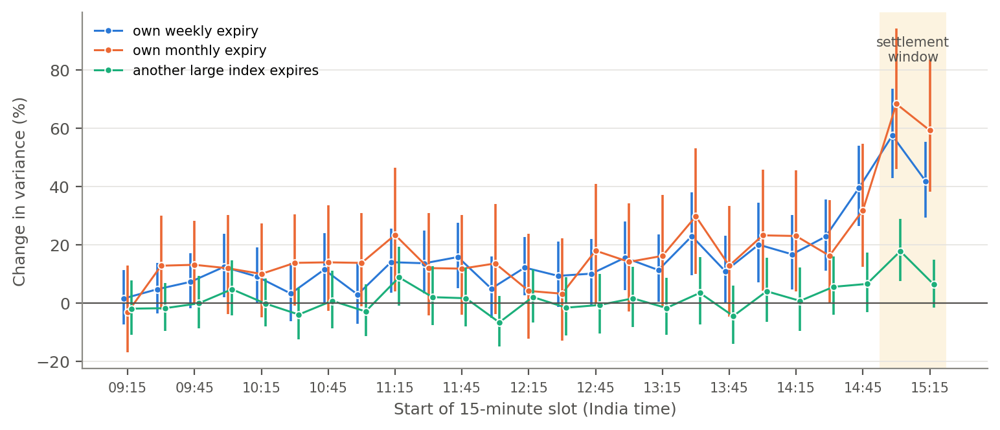 own weekly expiry
own monthly expiry
another large index expires
settlement
window
Change in variance (%)
80
60
40
20
0
−20
09:15 09:45 10:15 10:45 11:15 11:45 12:15 12:45 13:15 13:45 14:15 14:45 15:15
Start of 15-minute slot (India time)